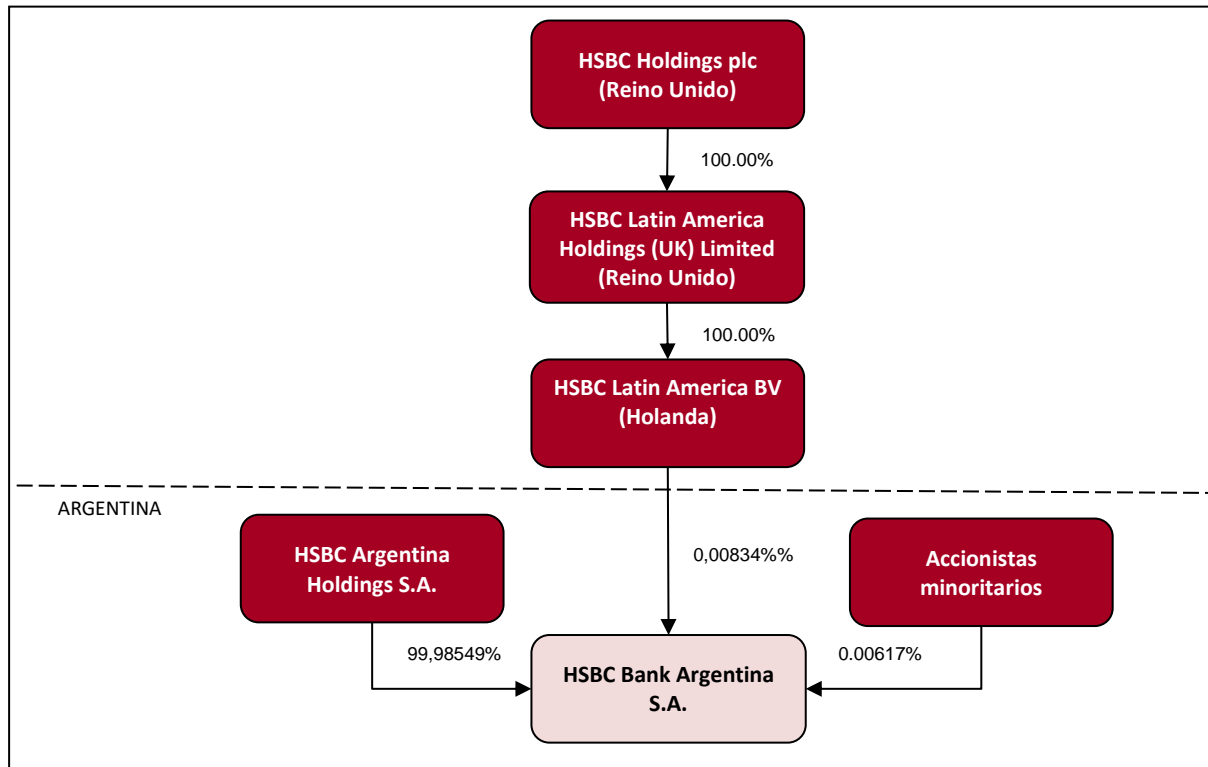 HSBC Holdings plc
(Reino Unido)
100.00%
HSBC Latin America
Holdings (UK) Limited
(Reino Unido)
100.00%
HSBC Latin America BV
(Holanda)
ARGENTINA
HSBC Argentina
Holdings S.A.
0,00834%%
Accionistas
minoritarios
99,98549%
HSBC Bank Argentina
S.A.
0.00617%